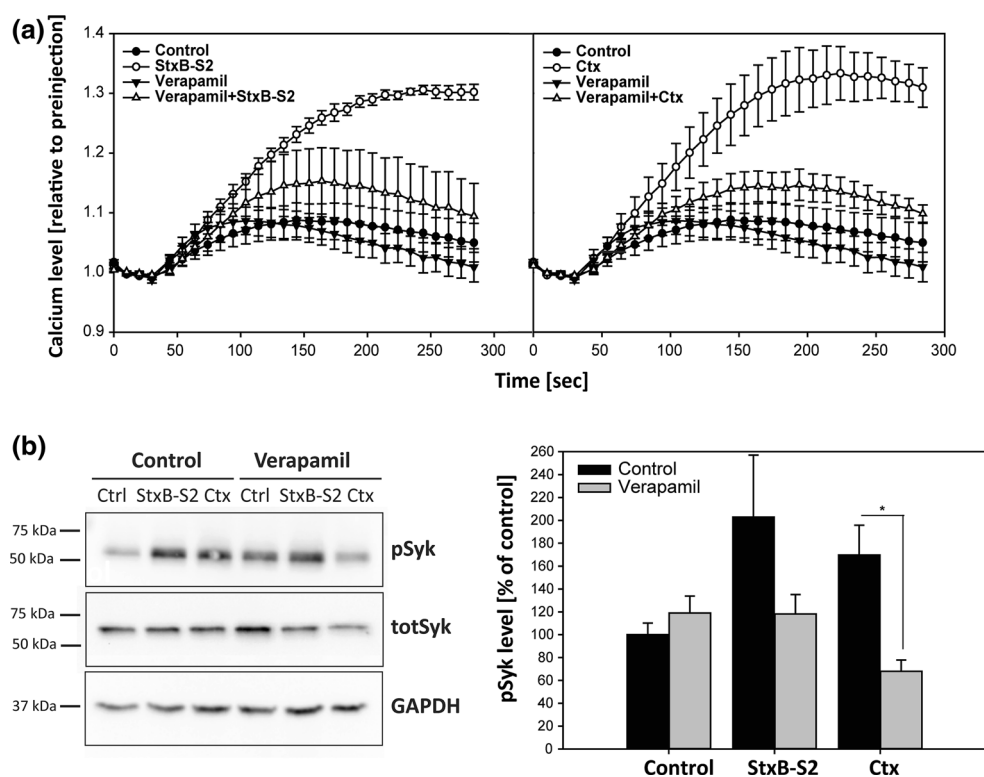 (a)
Calcium level [relative to preinjection]
1.4
1.3
1.2
1.1
1.0
0.9
Control
StxB-S2
Verapamil
Verapamil+StxB-S2
Control
Ctx
Verapamil
Verapamil+Ctx
0 50 100 150 200 250 300
0 50 100 150 200 250 300
Time [sec]
(b)
Control Verapamil
Ctrl StxB-S2 Ctx Ctrl StxB-S2 Ctx
75 kDa
50 kDa
pSyk
75 kDa
50 kDa
totSyk
37 kDa
GAPDH
pSyk level [% of control]
260
240
220
200
180
160
140
120
100
80
60
40
20
0
Control
Verapamil
*
Control StxB-S2 Ctx